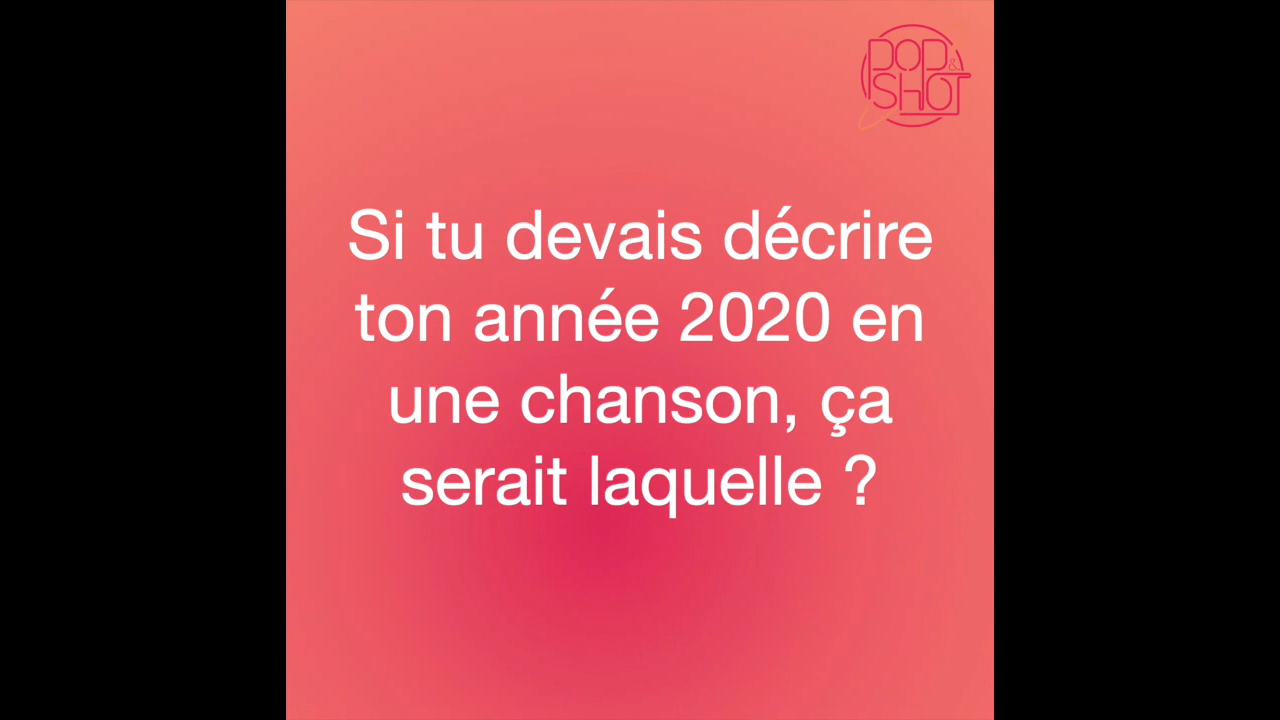 POP &
SHOT
Si tu devais décrire
ton année 2020 en
une chanson, ça
serait laquelle ?